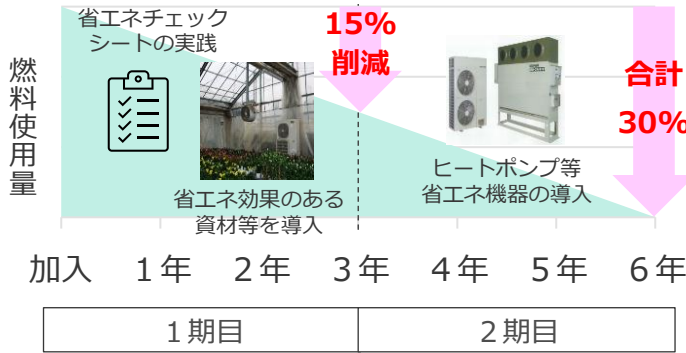 省エネチェック
シートの実践
15%
削減
合計
30%
燃料使用量
省エネ効果のある
資材等を導入
ヒートポンプ等
省エネ機器の導入
加入 1年 2年 3年 4年 5年 6年
1期目 2期目